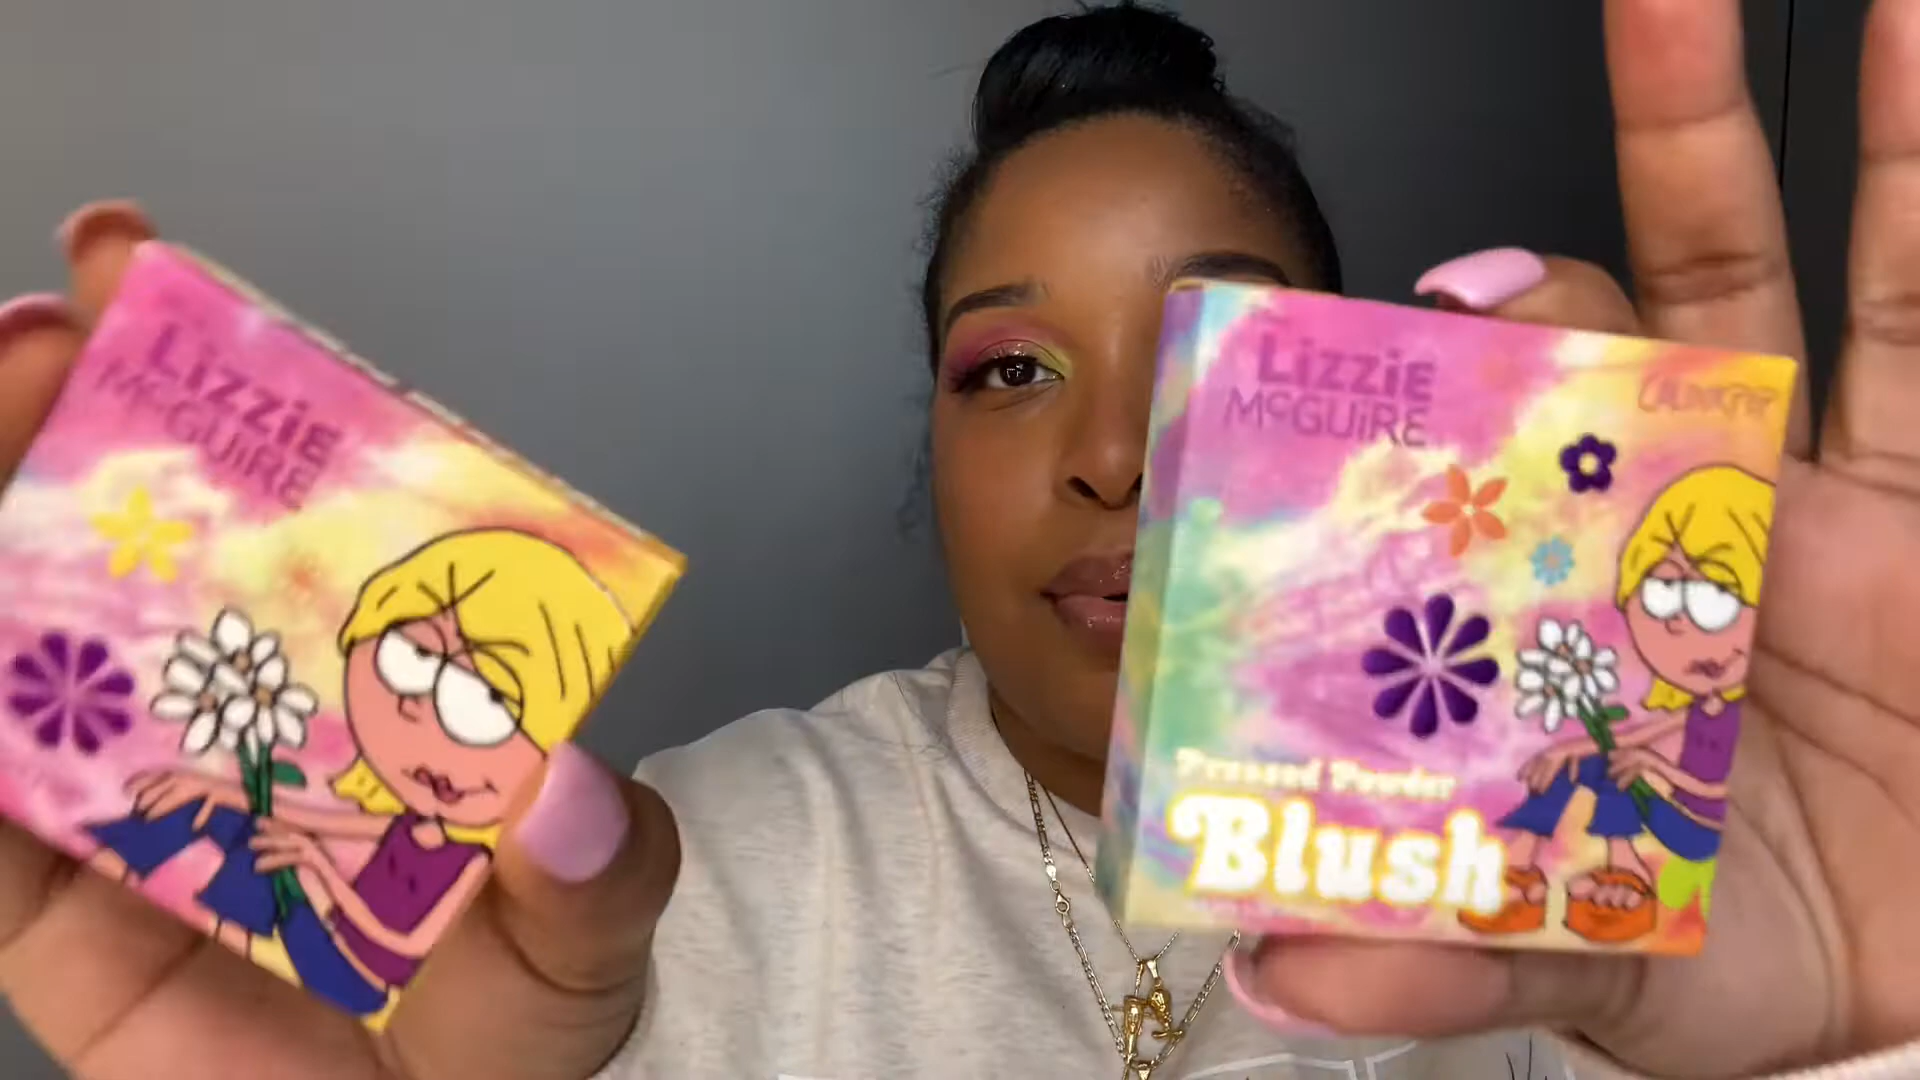 Lizzie
McGUiRE
Lizzie
McGUiRE
COLOURPOP
Pressed Powder
Blush